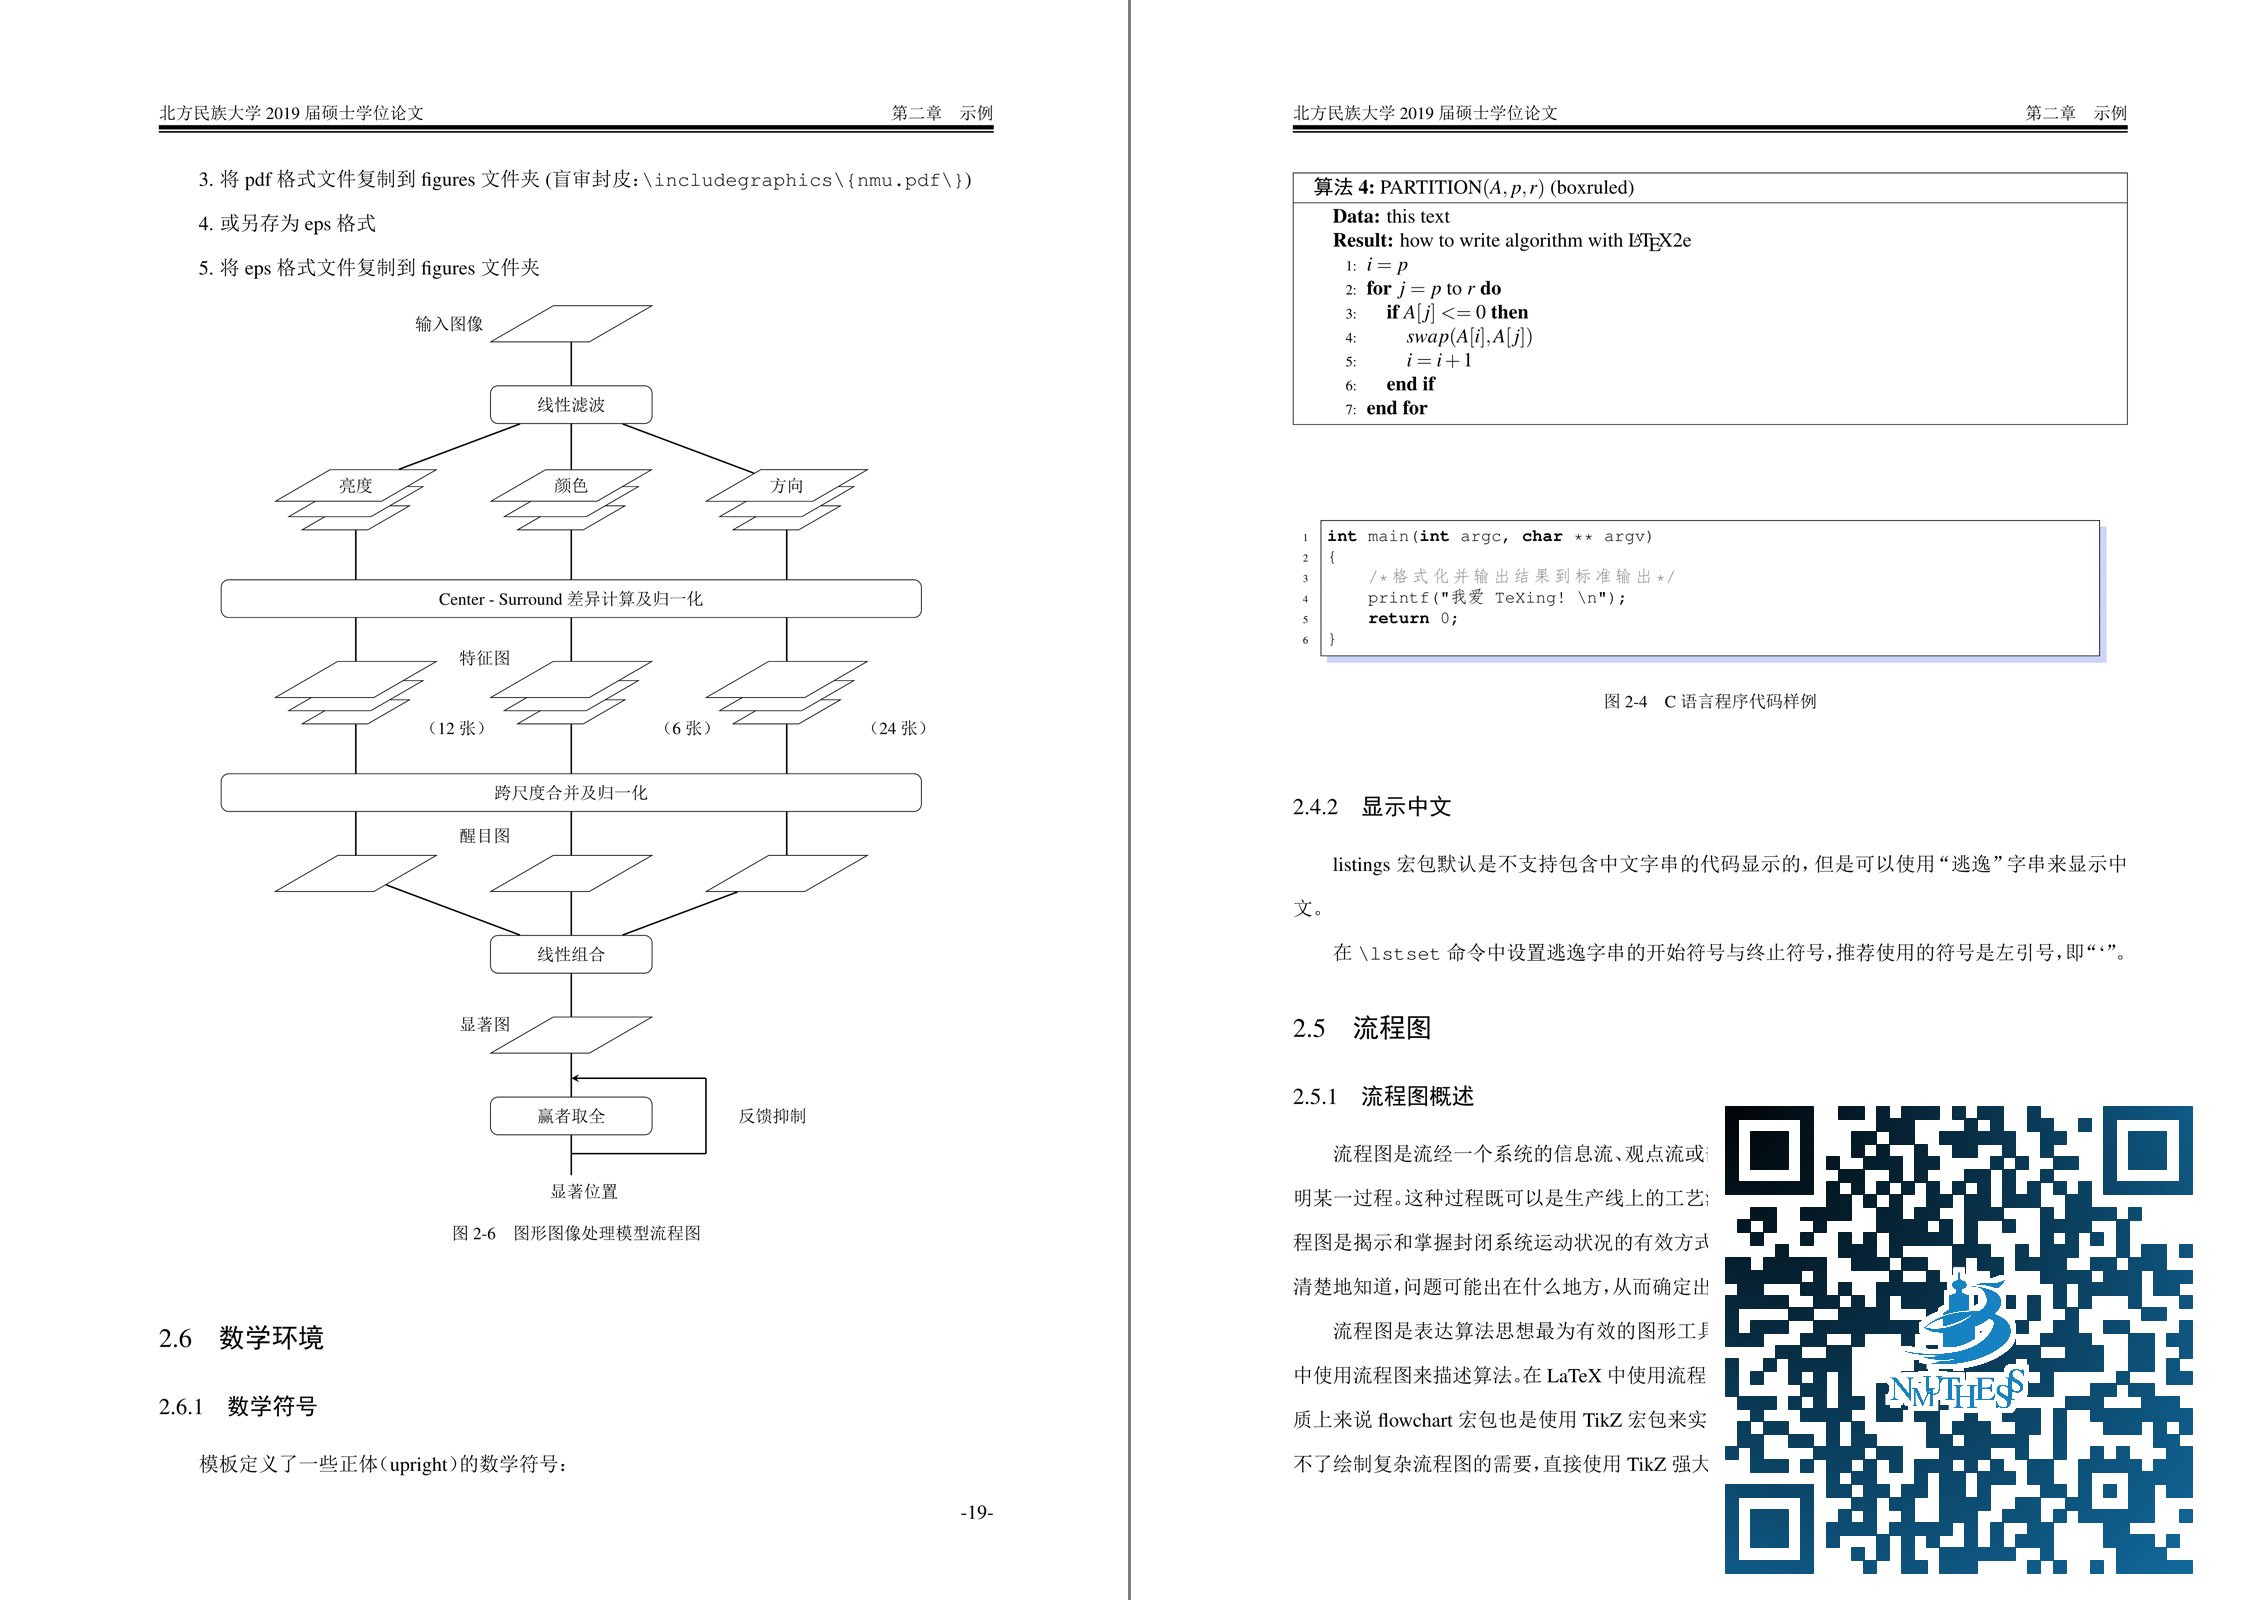 北方民族大学 2019 届硕士学位论文 第二章 示例
3. 将 pdf 格式文件复制到 figures 文件夹 (盲审封皮:\includegraphics\{nmu.pdf\})
4. 或另存为 eps 格式
5. 将 eps 格式文件复制到 figures 文件夹
输入图像
线性滤波
亮度 颜色 方向
Center - Surround 差异计算及归一化
特征图
(12 张) (6 张) (24 张)
跨尺度合并及归一化
醒目图
线性组合
显著图
赢者取全 反馈抑制
显著位置
图 2-6 图形图像处理模型流程图
2.6 数学环境
2.6.1 数学符号
模板定义了一些正体(upright)的数学符号:
-19-
北方民族大学 2019 届硕士学位论文 第二章 示例
算法 4: PARTITION(A, p, r) (boxruled)
Data: this text
Result: how to write algorithm with LATEX2e
1: i = p
2: for j = p to r do
3: if A[j] <= 0 then
4: swap(A[i],A[j])
5: i = i + 1
6: end if
7: end for
1 int main(int argc, char ** argv)
2 {
3 /*格式化并输出结果到标准输出*/
4 printf("我爱 TeXing! \n");
5 return 0;
6 }
图 2-4 C 语言程序代码样例
2.4.2 显示中文
listings 宏包默认是不支持包含中文字串的代码显示的,但是可以使用“逃逸”字串来显示中
文。
在 \lstset 命令中设置逃逸字串的开始符号与终止符号,推荐使用的符号是左引号,即“‘”。
2.5 流程图
2.5.1 流程图概述
流程图是流经一个系统的信息流、观点流或
明某一过程。这种过程既可以是生产线上的工艺
程图是揭示和掌握封闭系统运动状况的有效方式
清楚地知道,问题可能出在什么地方,从而确定出
流程图是表达算法思想最为有效的图形工具
中使用流程图来描述算法。在 LaTeX 中使用流程
质上来说 flowchart 宏包也是使用 TikZ 宏包来实
不了绘制复杂流程图的需要,直接使用 TikZ 强大
NMUTHESIS